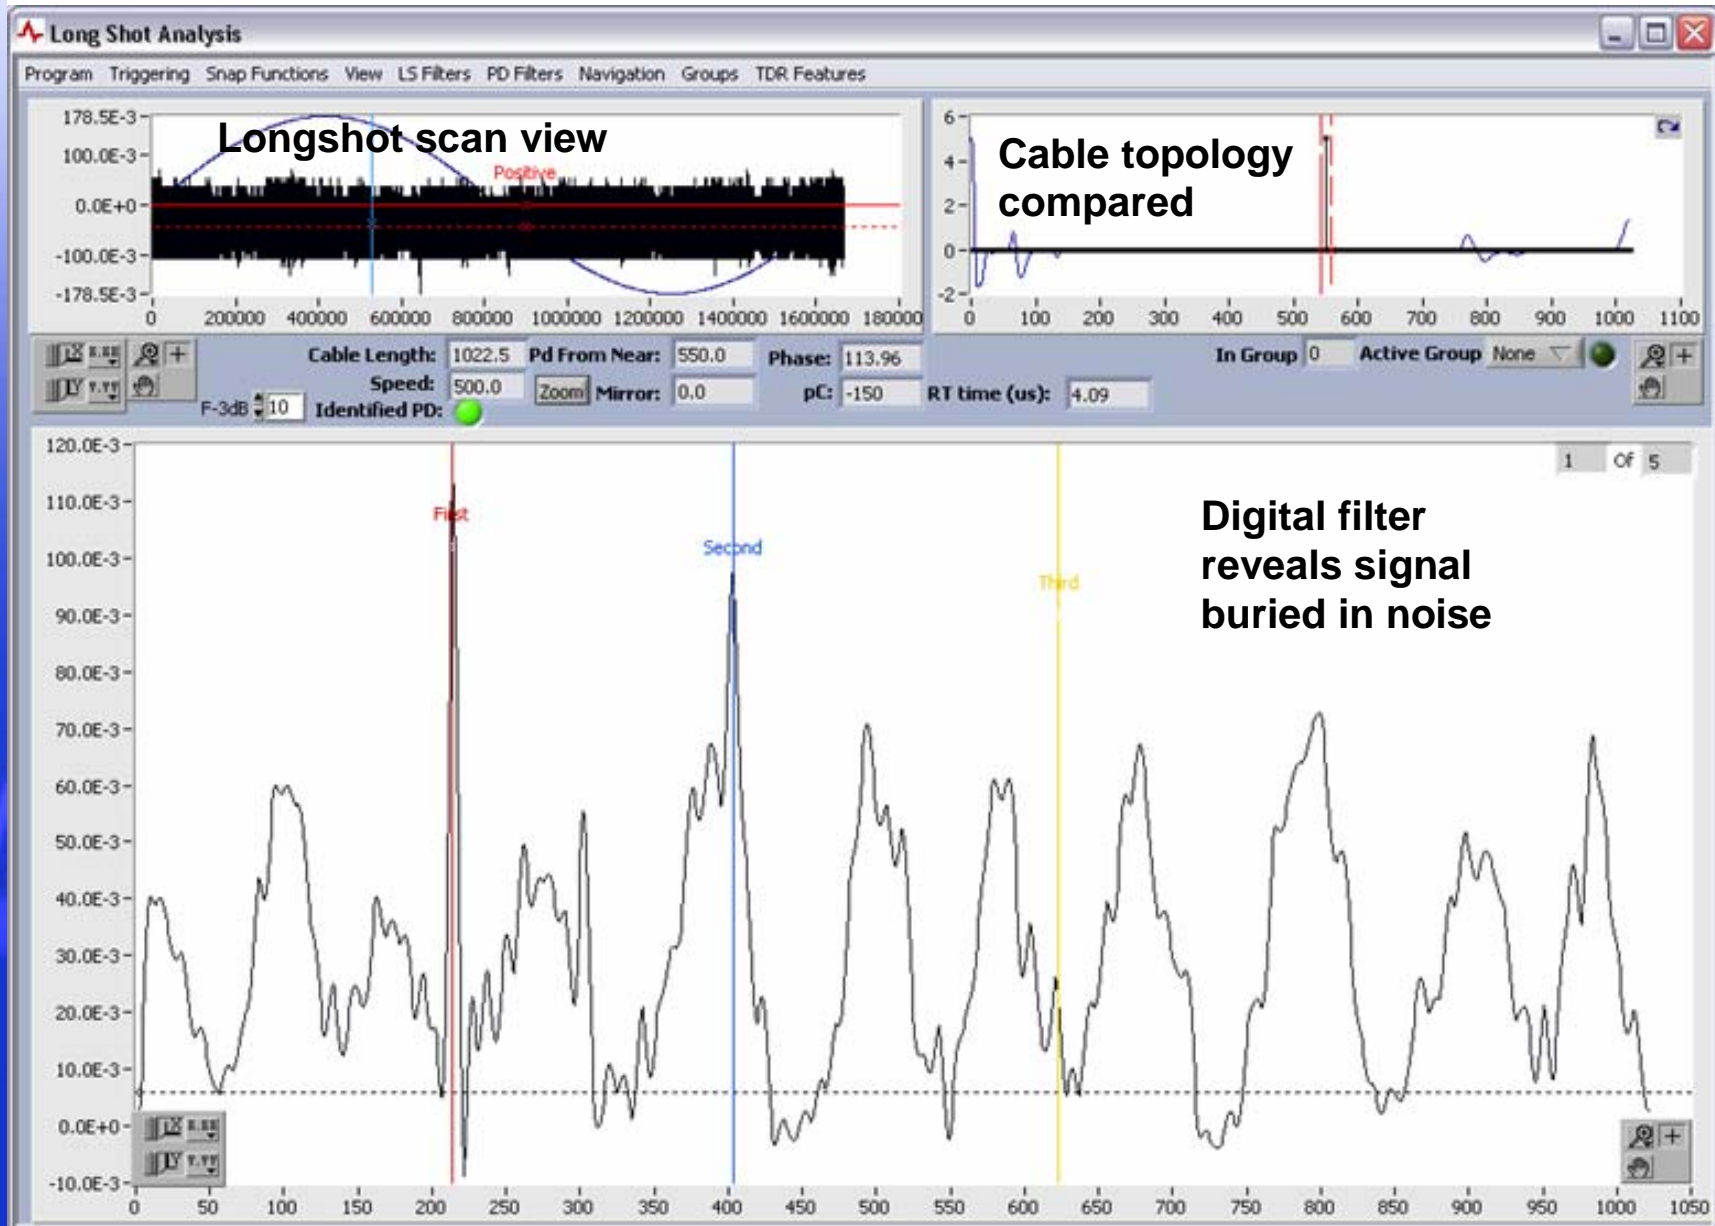 Long Shot Analysis
Program Triggering Snap Functions View LS Filters PD Filters Navigation Groups TDR Features
178.5E-3
100.0E-3
0.0E+0
-100.0E-3
-178.5E-3
Longshot scan view
Positive
0 200000 400000 600000 800000 1000000 1200000 1400000 1600000 180000
6
4
2
0
-2
Cable topology
compared
0 100 200 300 400 500 600 700 800 900 1000 1100
Cable Length: 1022.5 Pd From Near: 550.0 Phase: 113.96 In Group 0 Active Group None
Speed: 500.0 Zoom Mirror: 0.0 pC: -150 RT time (us): 4.09
F-3dB 10 Identified PD:
120.0E-3
110.0E-3
100.0E-3
90.0E-3
80.0E-3
70.0E-3
60.0E-3
50.0E-3
40.0E-3
30.0E-3
20.0E-3
10.0E-3
0.0E+0
-10.0E-3
1 Of 5
First
Second
Third
Digital filter
reveals signal
buried in noise
0 50 100 150 200 250 300 350 400 450 500 550 600 650 700 750 800 850 900 950 1000 1050